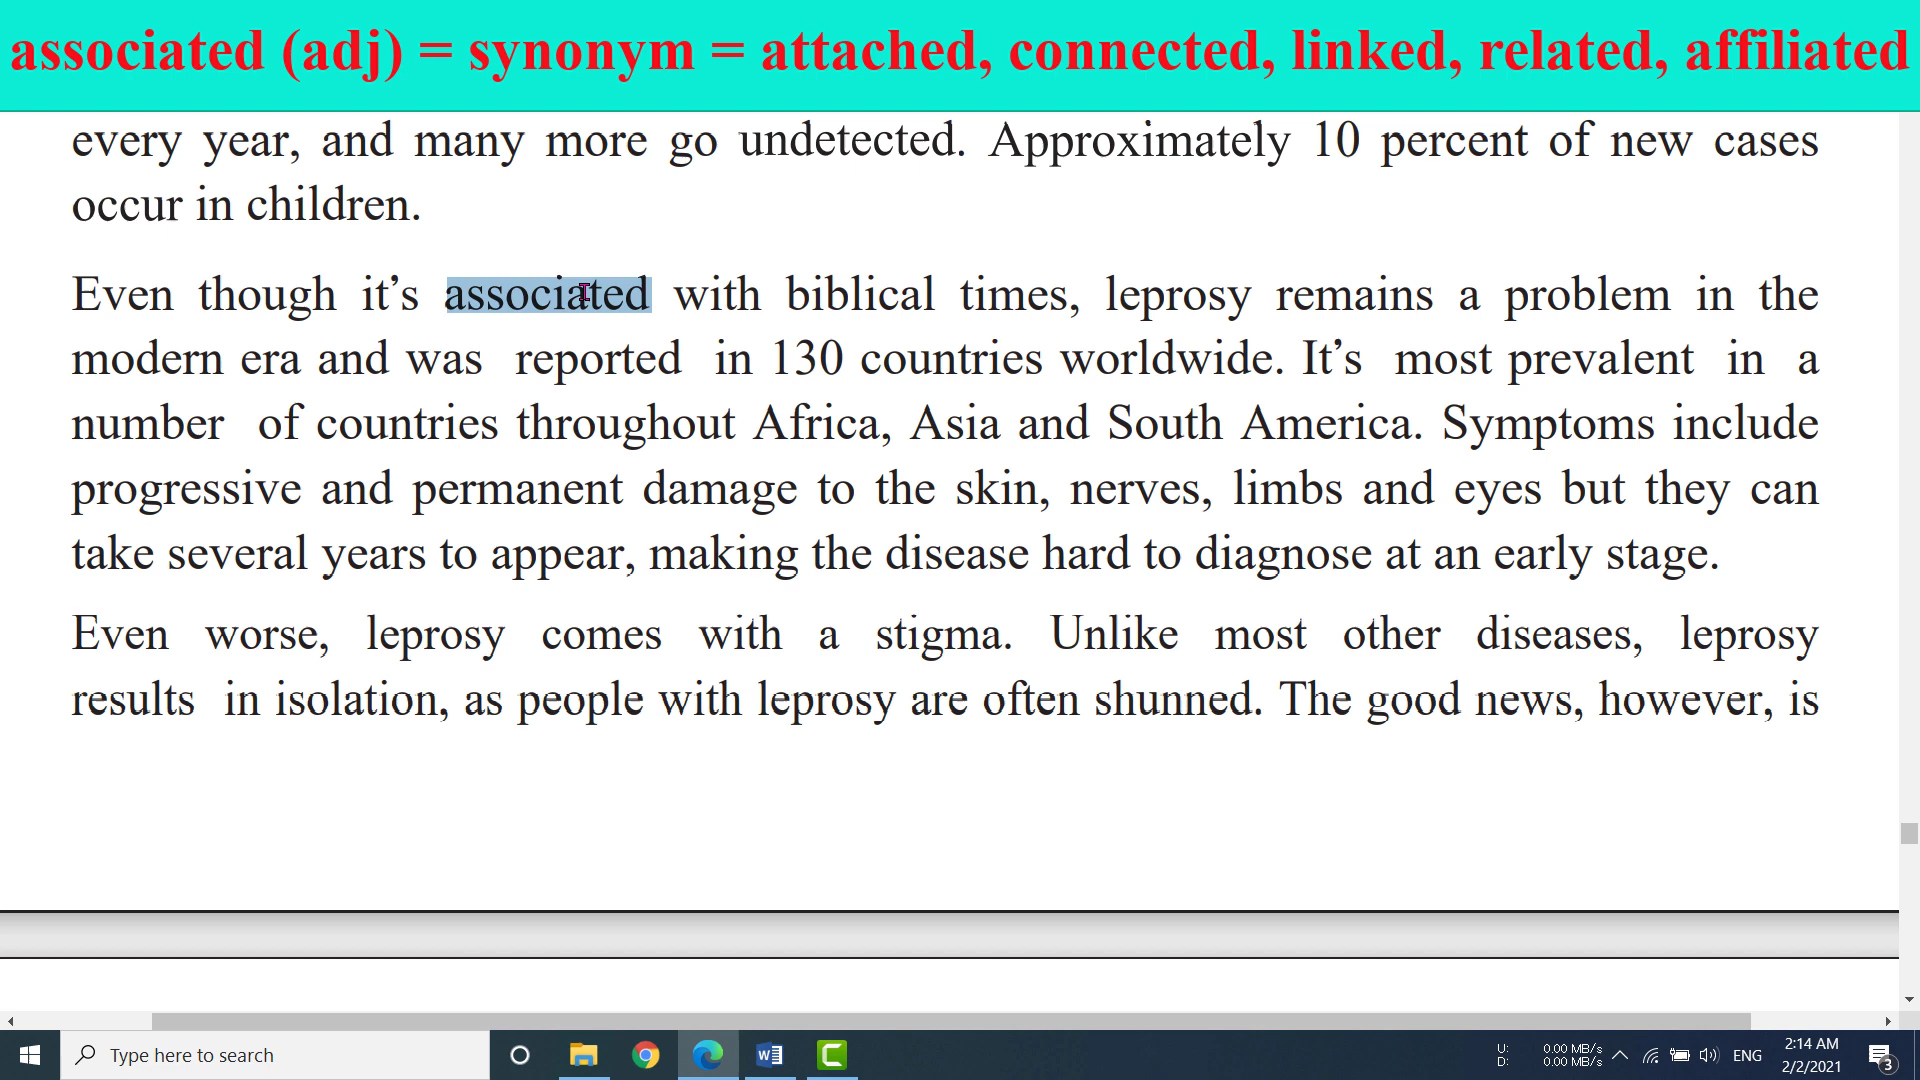 associated (adj) = synonym = attached, connected, linked, related, affiliated
every year, and many more go undetected. Approximately 10 percent of new cases
occur in children.
Even though it’s associated with biblical times, leprosy remains a problem in the
modern era and was reported in 130 countries worldwide. It’s most prevalent in a
number of countries throughout Africa, Asia and South America. Symptoms include
progressive and permanent damage to the skin, nerves, limbs and eyes but they can
take several years to appear, making the disease hard to diagnose at an early stage.
Even worse, leprosy comes with a stigma. Unlike most other diseases, leprosy
results in isolation, as people with leprosy are often shunned. The good news, however, is
Type here to search
U: 0.00 MB/s
D: 0.00 MB/s
ENG
2:14 AM
2/2/2021
3